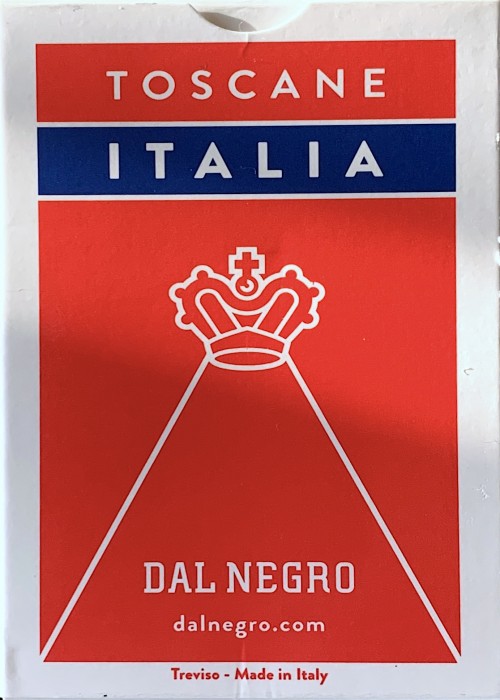 TOSCANE
ITALIA
DAL NEGRO
dalnegro.com
Treviso - Made in Italy